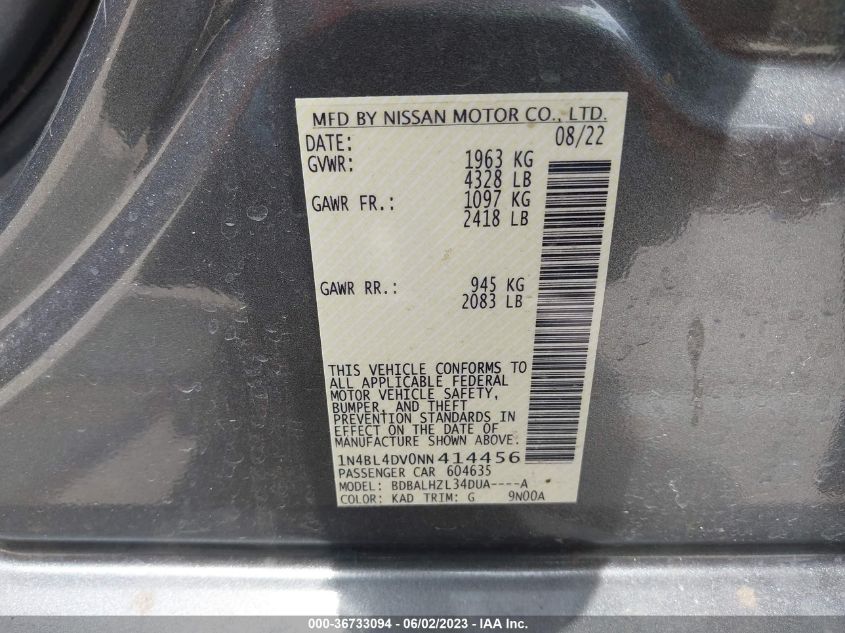 MFD BY NISSAN MOTOR CO., LTD.
DATE: 08/22
GVWR: 1963 KG
4328 LB
GAWR FR.: 1097 KG
2418 LB
GAWR RR.: 945 KG
2083 LB
THIS VEHICLE CONFORMS TO
ALL APPLICABLE FEDERAL
MOTOR VEHICLE SAFETY,
BUMPER, AND THEFT
PREVENTION STANDARDS IN
EFFECT ON THE DATE OF
MANUFACTURE SHOWN ABOVE.
1N4BL4DV0NN414456
PASSENGER CAR 604635
MODEL: BDBALHZL34DUA----A
COLOR: KAD TRIM: G 9N00A
000-36733094 - 06/02/2023 - IAA Inc.